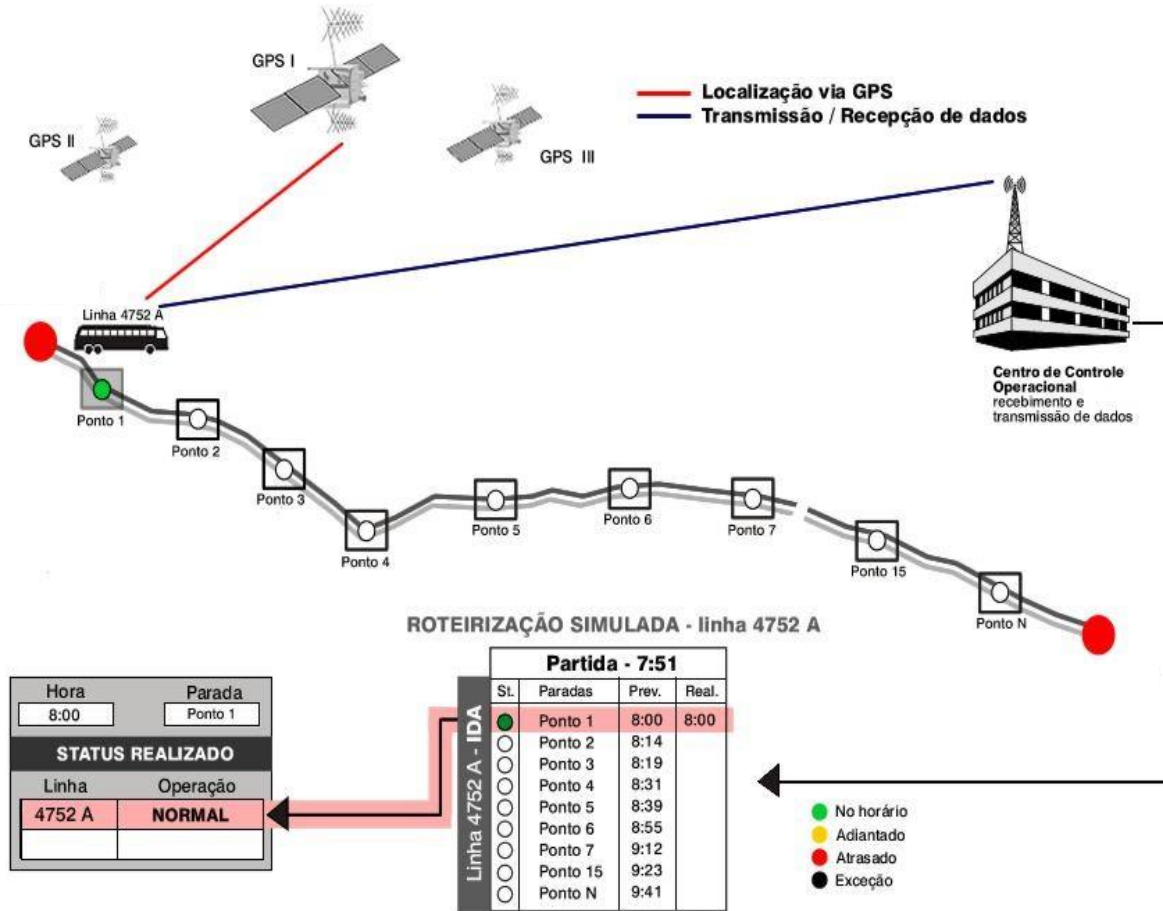 GPS I
GPS II
GPS III
Localização via GPS
Transmissão / Recepção de dados
Linha 4752 A
Centro de Controle
Operacional
recebimento e
transmissão de dados
Ponto 1
Ponto 2
Ponto 3
Ponto 4
Ponto 5
Ponto 6
Ponto 7
Ponto 15
Ponto N
ROTEIRIZAÇÃO SIMULADA - linha 4752 A
Hora Parada
8:00 Ponto 1
STATUS REALIZADO
Linha Operação
4752 A NORMAL
Linha 4752 A - IDA
Partida - 7:51
St. Paradas Prev. Real.
Ponto 1 8:00 8:00
Ponto 2 8:14
Ponto 3 8:19
Ponto 4 8:31
Ponto 5 8:39
Ponto 6 8:55
Ponto 7 9:12
Ponto 15 9:23
Ponto N 9:41
No horário
Adiantado
Atrasado
Exceção